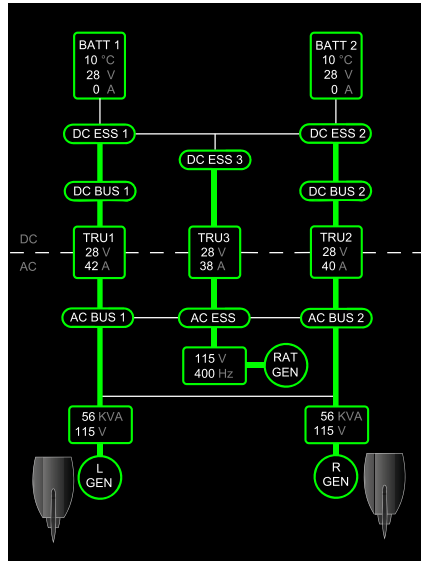 BATT 1
10 °C
28 V
0 A
BATT 2
10 °C
28 V
0 A
DC ESS 1
DC ESS 2
DC ESS 3
DC BUS 1
DC BUS 2
DC
AC
TRU1
28 V
42 A
TRU3
28 V
38 A
TRU2
28 V
40 A
AC BUS 1
AC ESS
AC BUS 2
115 V
400 Hz
RAT
GEN
56 KVA
115 V
56 KVA
115 V
L
GEN
R
GEN